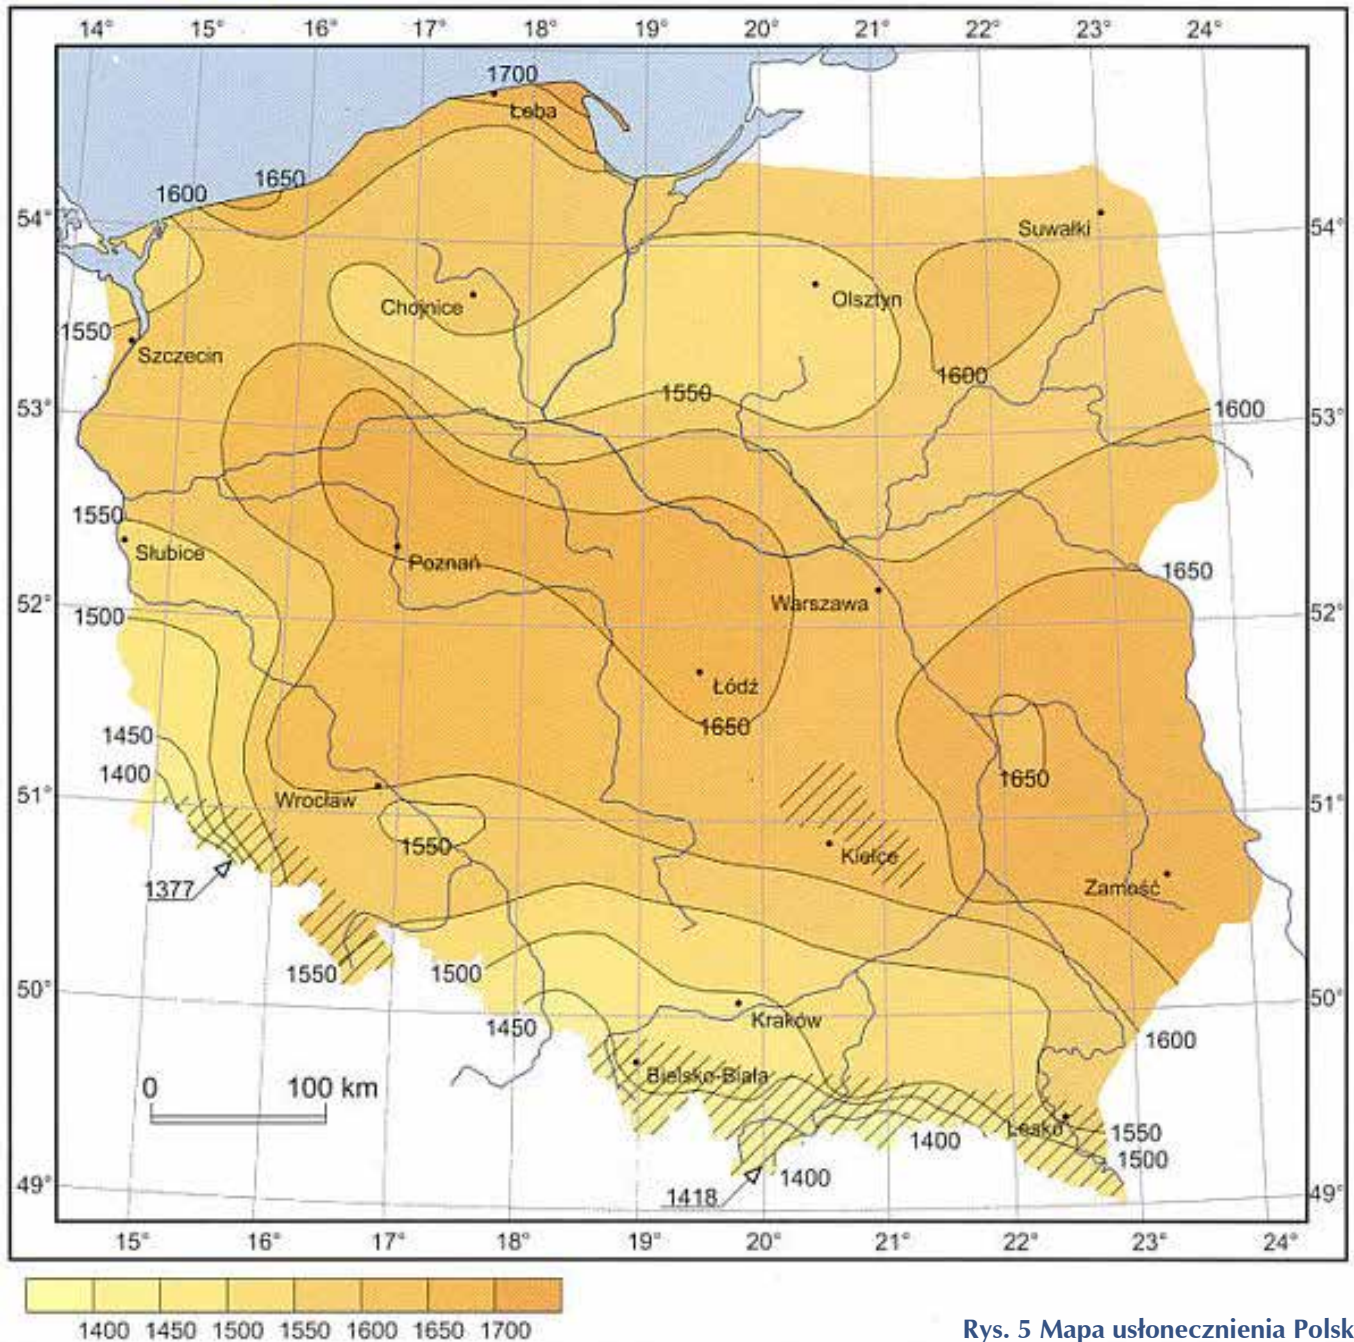 14° 15° 16° 17° 18° 19° 20° 21° 22° 23° 24°
1700
Łeba
1650
1600
54° 54°
Suwałki
Chojnice
Olsztyn
1550
Szczecin
1600
1550
53° 1600 53°
1550
Słubice
Poznań
1650
Warszawa
52° 52°
1500
Łódź
1650
1450
1400
1650
Wrocław
51° 51°
1550
Kielce
1377
Zamość
1550
1500
50° 50°
Kraków
1450
1600
Bielsko-Biała
0 100 km
Lesko
1550
1400
1500
1400
1418
49° 49°
15° 16° 17° 18° 19° 20° 21° 22° 23° 24°
1400 1450 1500 1550 1600 1650 1700
Rys. 5 Mapa usłonecznienia Polsk